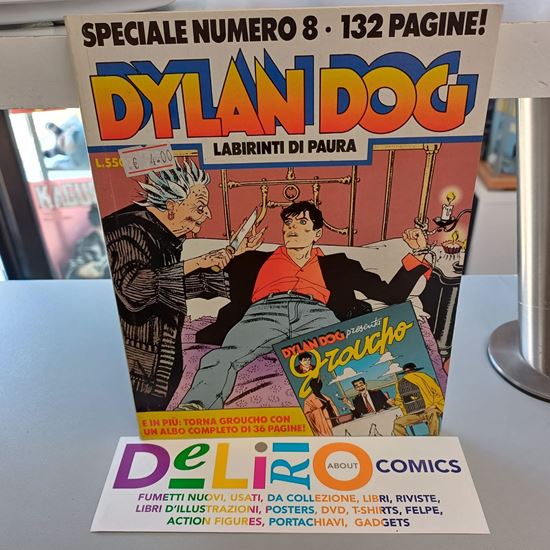 SPECIALE NUMERO 8 · 132 PAGINE!
DYLAN DOG
LABIRINTI DI PAURA
L.550
€ 4.00
DYLAN DOG presenta
Groucho
E IN PIÙ: TORNA GROUCHO CON
UN ALBO COMPLETO DI 36 PAGINE!
DeLiRiO ABOUT COMICS
FUMETTI NUOVI, USATI, DA COLLEZIONE, LIBRI, RIVISTE,
LIBRI D'ILLUSTRAZIONI, POSTERS, DVD, T-SHIRTS, FELPE,
ACTION FIGURES, PORTACHIAVI, GADGETS